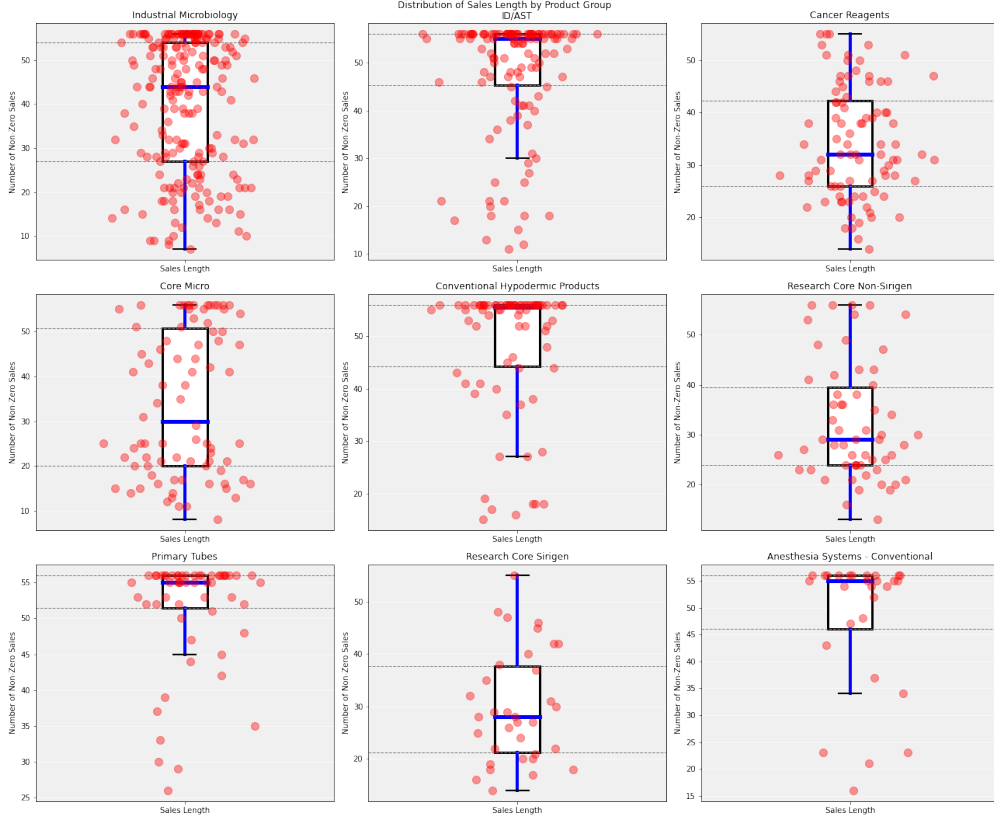 Distribution of Sales Length by Product Group
Industrial Microbiology
ID/AST
Cancer Reagents
Number of Non-Zero Sales
50
40
30
20
10
Sales Length
Number of Non-Zero Sales
50
40
30
20
10
Sales Length
Number of Non-Zero Sales
50
40
30
20
Sales Length
Core Micro
Conventional Hypodermic Products
Research Core Non-Sirigen
Number of Non-Zero Sales
50
40
30
20
10
Sales Length
Number of Non-Zero Sales
50
40
30
20
Sales Length
Number of Non-Zero Sales
50
40
30
20
Sales Length
Primary Tubes
Research Core Sirigen
Anesthesia Systems - Conventional
Number of Non-Zero Sales
55
50
45
40
35
30
25
Sales Length
Number of Non-Zero Sales
50
40
30
20
Sales Length
Number of Non-Zero Sales
55
50
45
40
35
30
25
20
15
Sales Length